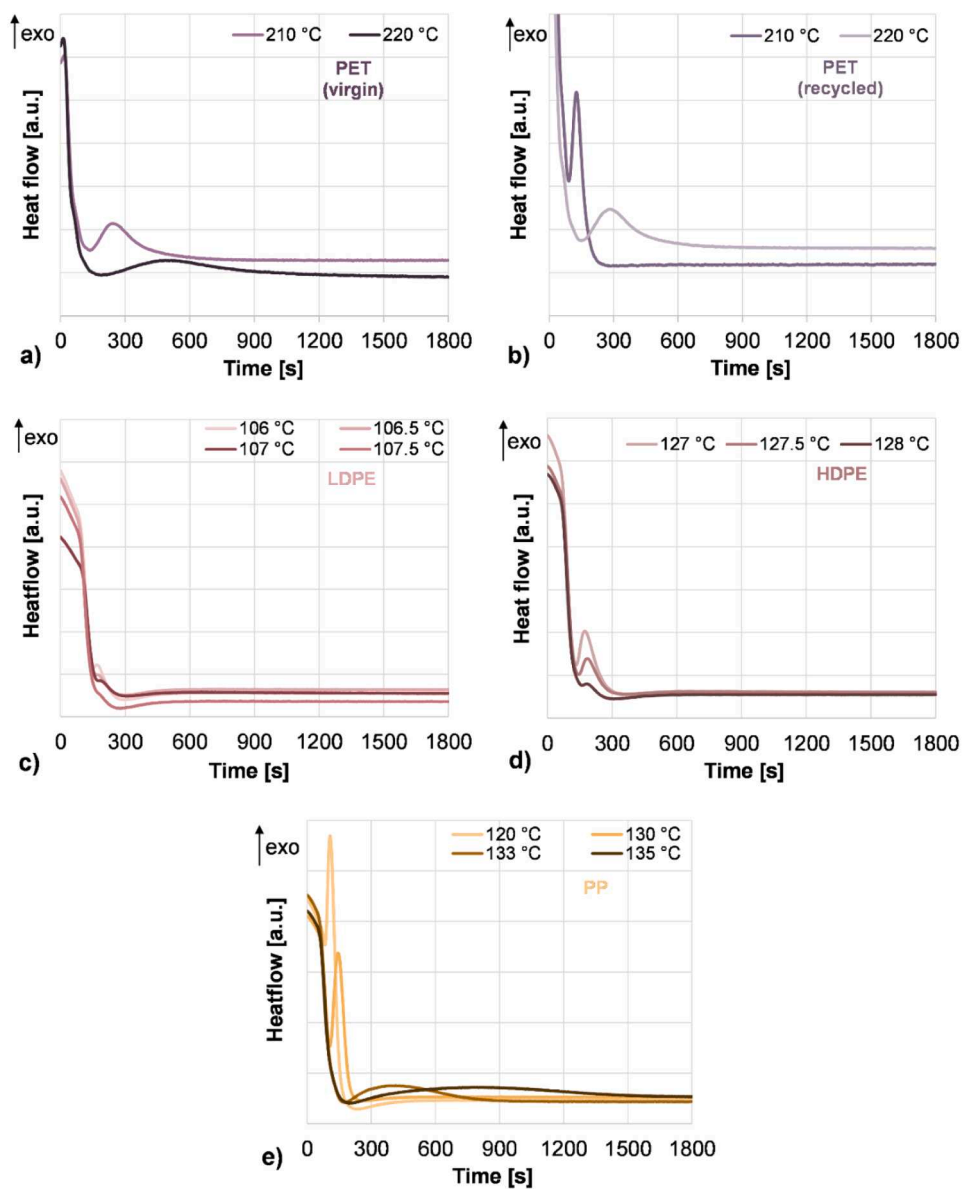 exo
210 °C 220 °C
PET
(virgin)
Heat flow [a.u.]
0 300 600 900 1200 1500 1800
a)
Time [s]
exo
210 °C 220 °C
PET
(recycled)
Heat flow [a.u.]
0 300 600 900 1200 1500 1800
b)
Time [s]
exo
106 °C 106.5 °C
107 °C 107.5 °C
LDPE
Heatflow [a.u.]
0 300 600 900 1200 1500 1800
c)
Time [s]
exo
127 °C 127.5 °C 128 °C
HDPE
Heat flow [a.u.]
0 300 600 900 1200 1500 1800
d)
Time [s]
exo
120 °C 130 °C
133 °C 135 °C
PP
Heatflow [a.u.]
0 300 600 900 1200 1500 1800
e)
Time [s]